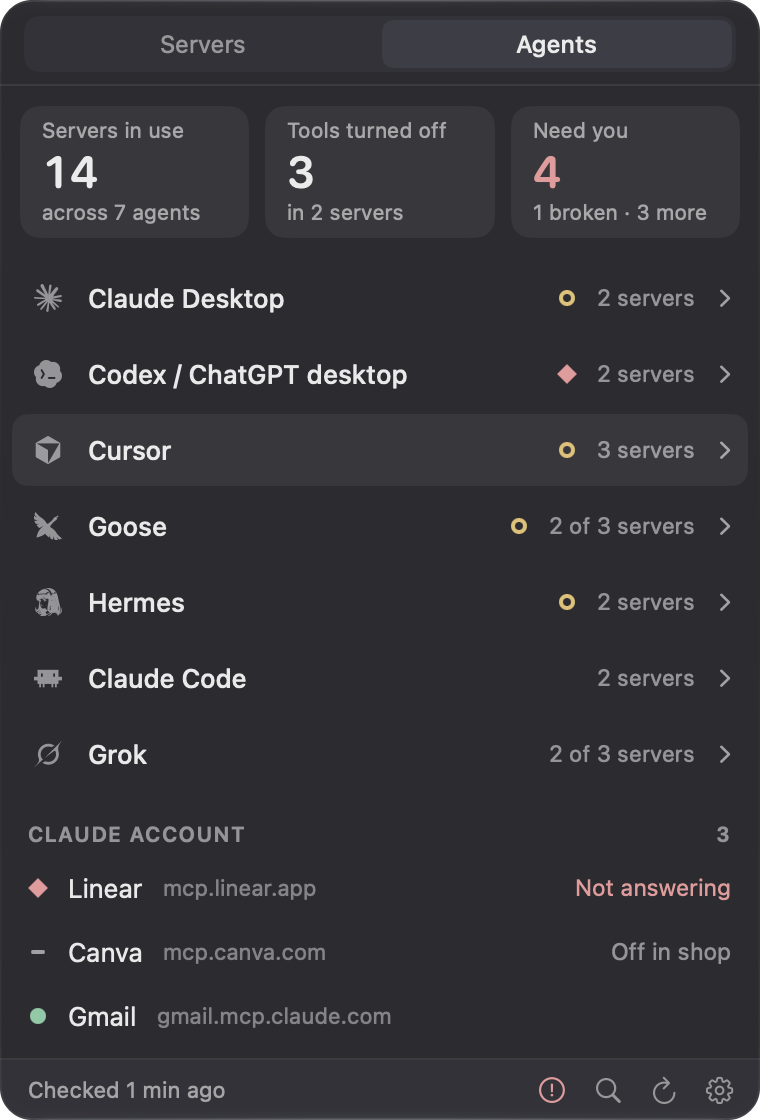 Servers
Agents
Servers in use
14
across 7 agents
Tools turned off
3
in 2 servers
Need you
4
1 broken · 3 more
Claude Desktop 2 servers
Codex / ChatGPT desktop 2 servers
Cursor 3 servers
Goose 2 of 3 servers
Hermes 2 servers
Claude Code 2 servers
Grok 2 of 3 servers
CLAUDE ACCOUNT 3
Linear mcp.linear.app Not answering
Canva mcp.canva.com Off in shop
Gmail gmail.mcp.claude.com
Checked 1 min ago